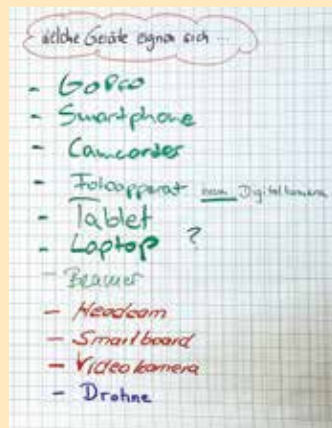 Welche Geräte eignen sich ...
- GoPro
- Smartphone
- Camcorder
- Fotoapparat bzw. Digitalkamera
- Tablet
- Laptop ?
- Beamer
- Headcam
- Smartboard
- Videokamera
- Drohne